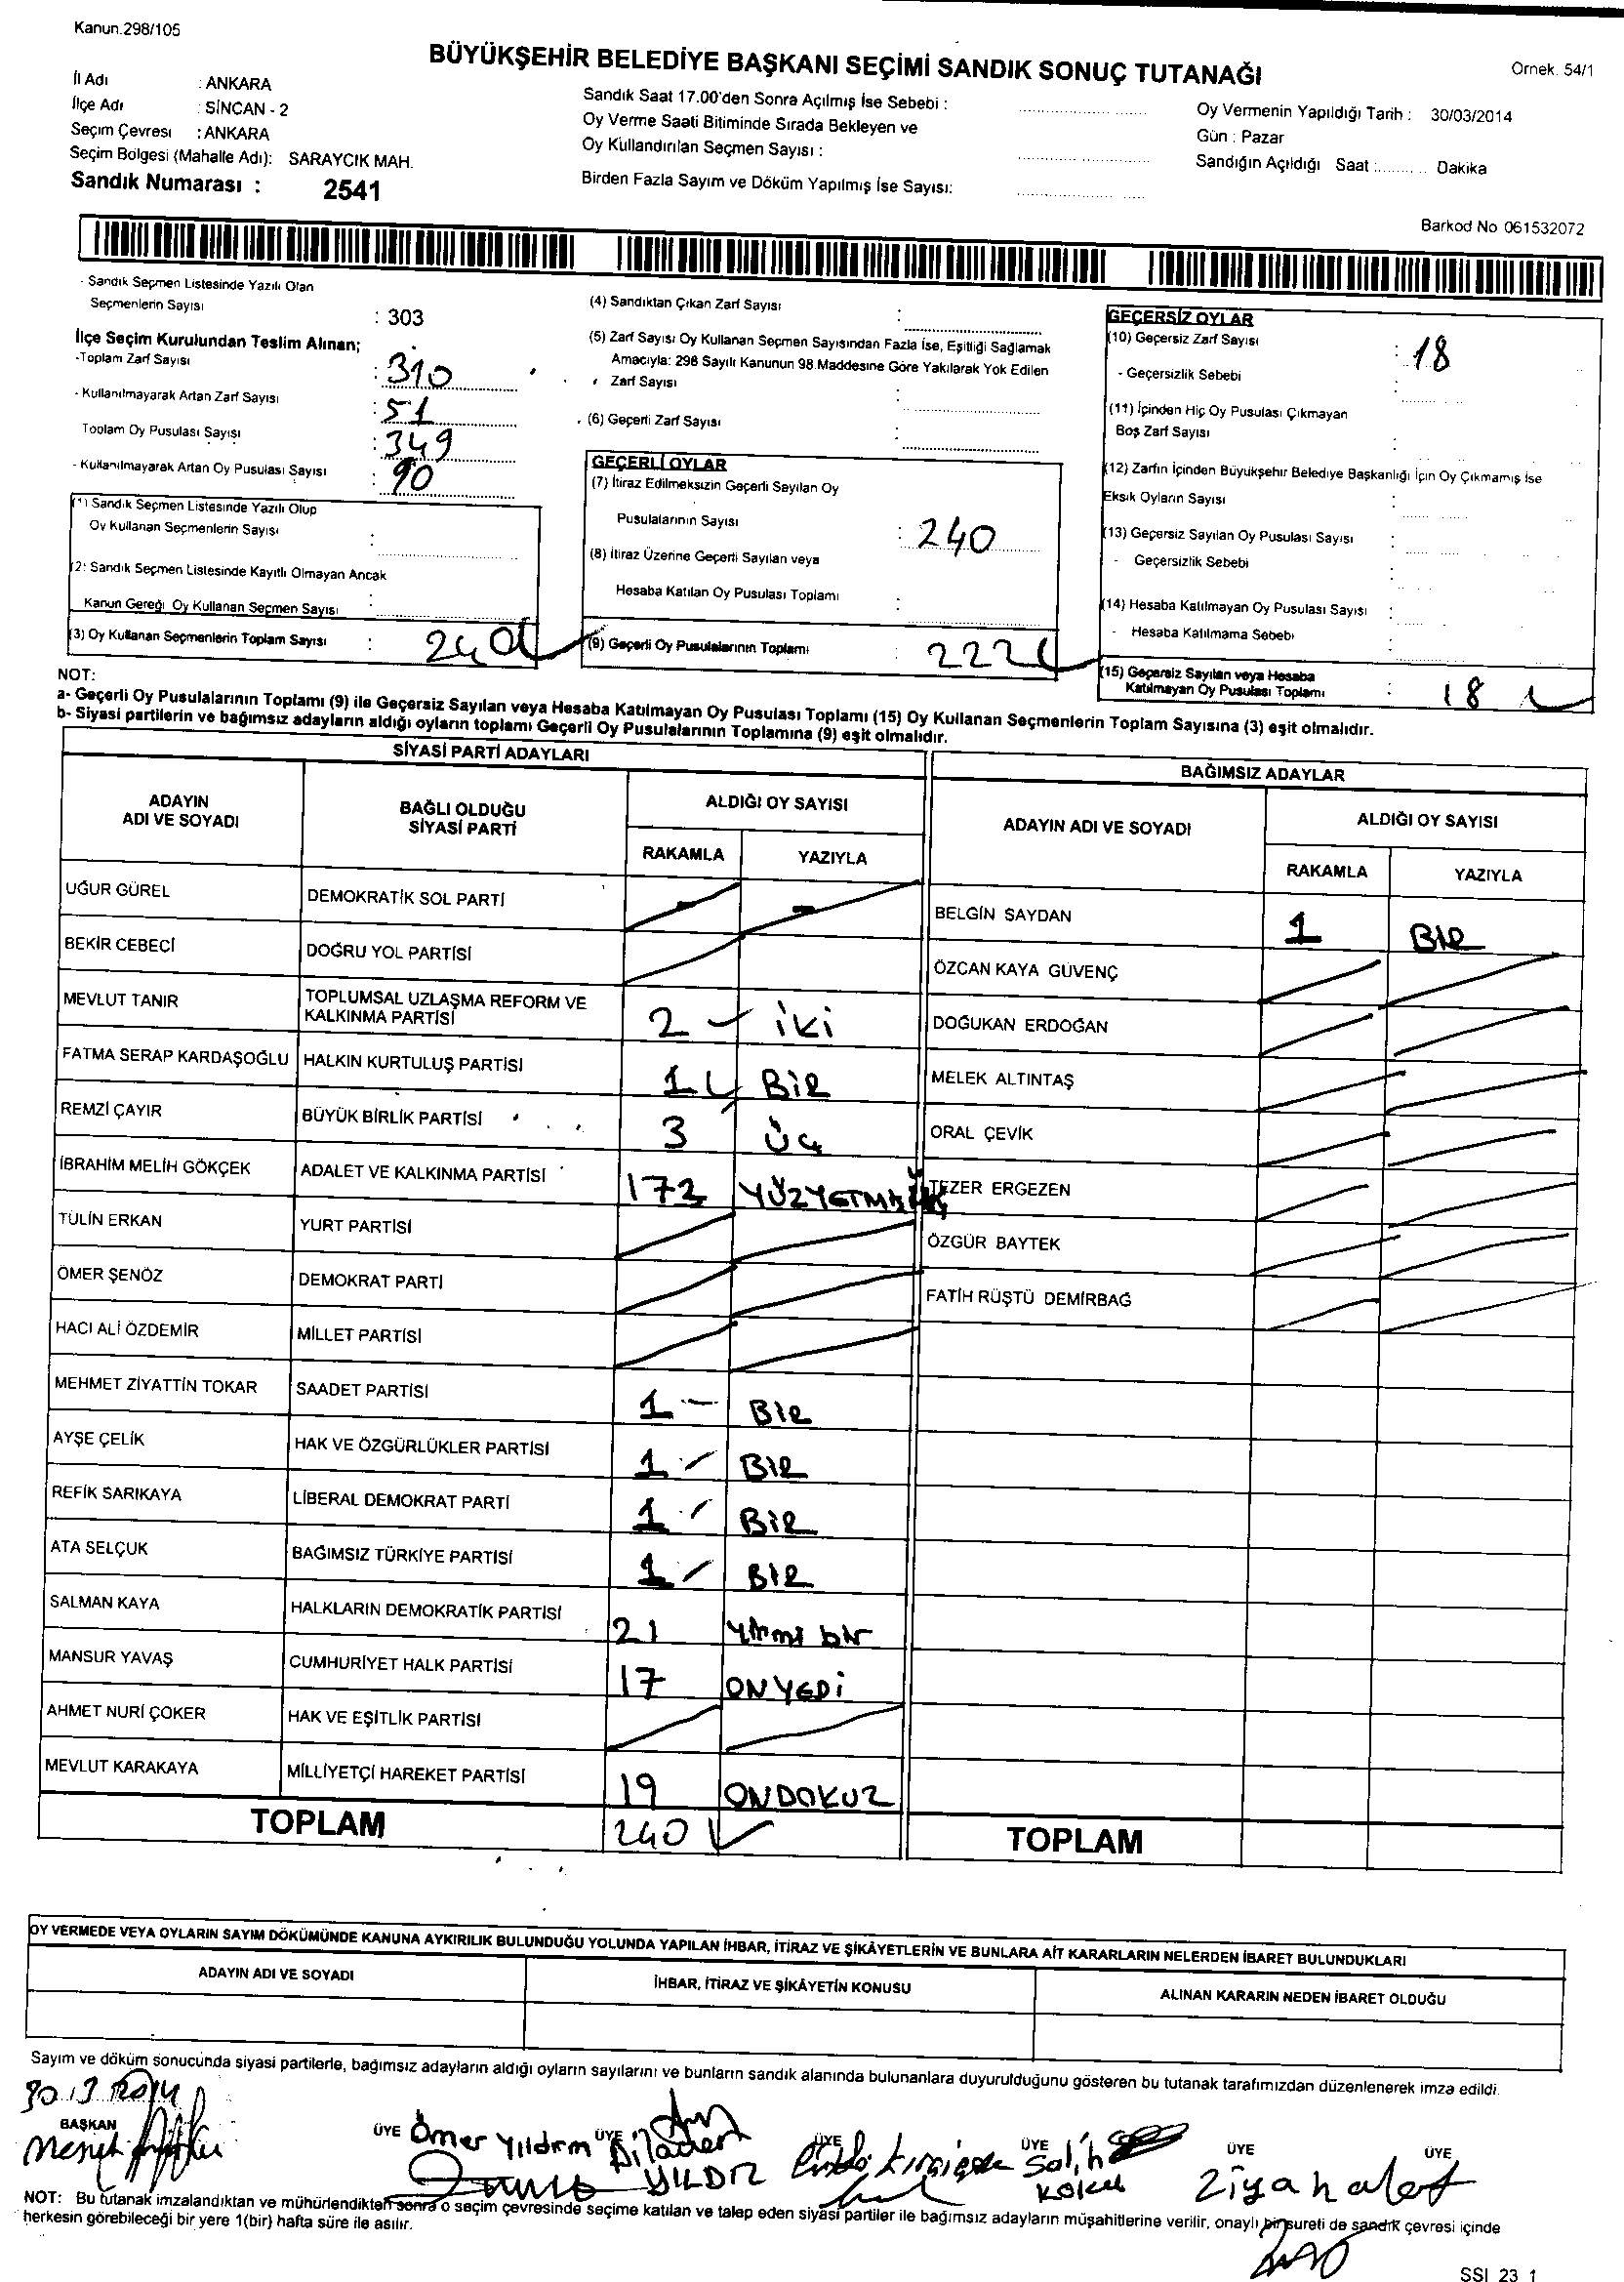 Kanun.298/105
BÜYÜKŞEHİR BELEDİYE BAŞKANI SEÇİMİ SANDIK SONUÇ TUTANAĞI
Ornek. 54/1
İl Adı : ANKARA
İlçe Adı : SİNCAN - 2
Seçim Çevresi : ANKARA
Seçim Bölgesi (Mahalle Adı): SARAYCIK MAH.
Sandık Numarası : 2541
Sandık Saat 17.00'den Sonra Açılmış İse Sebebi :
Oy Verme Saati Bitiminde Sırada Bekleyen ve
Oy Kullandırılan Seçmen Sayısı :
Birden Fazla Sayım ve Döküm Yapılmış İse Sayısı:
Oy Vermenin Yapıldığı Tarih : 30/03/2014
Gün : Pazar
Sandığın Açıldığı Saat :.......... Dakika
Barkod No 061532072
- Sandık Seçmen Listesinde Yazılı Olan
Seçmenlerin Sayısı : 303
İlçe Seçim Kurulundan Teslim Alınan;
-Toplam Zarf Sayısı : 310
- Kullanılmayarak Artan Zarf Sayısı : 51
Toplam Oy Pusulası Sayısı : 349
- Kullanılmayarak Artan Oy Pusulası Sayısı : 90
(1) Sandık Seçmen Listesinde Yazılı Olup
Oy Kullanan Seçmenlerin Sayısı :
(2) Sandık Seçmen Listesinde Kayıtlı Olmayan Ancak
Kanun Gereği Oy Kullanan Seçmen Sayısı :
(3) Oy Kullanan Seçmenlerin Toplam Sayısı : 240
(4) Sandıktan Çıkan Zarf Sayısı :
(5) Zarf Sayısı Oy Kullanan Seçmen Sayısından Fazla İse, Eşitliği Sağlamak
Amacıyla: 298 Sayılı Kanunun 98.Maddesine Göre Yakılarak Yok Edilen
Zarf Sayısı :
(6) Geçerli Zarf Sayısı :
GEÇERLİ OYLAR
(7) İtiraz Edilmeksizin Geçerli Sayılan Oy
Pusulalarının Sayısı : 240
(8) İtiraz Üzerine Geçerli Sayılan veya
Hesaba Katılan Oy Pusulası Toplamı :
(9) Geçerli Oy Pusulalarının Toplamı : 222
GEÇERSİZ OYLAR
(10) Geçersiz Zarf Sayısı : 18
- Geçersizlik Sebebi :
(11) İçinden Hiç Oy Pusulası Çıkmayan
Boş Zarf Sayısı :
(12) Zarfın İçinden Büyükşehir Belediye Başkanlığı İçin Oy Çıkmamış İse
Eksik Oyların Sayısı :
(13) Geçersiz Sayılan Oy Pusulası Sayısı :
- Geçersizlik Sebebi :
(14) Hesaba Katılmayan Oy Pusulası Sayısı :
- Hesaba Katılmama Sebebi :
(15) Geçersiz Sayılan veya Hesaba
Katılmayan Oy Pusulası Toplamı : 18
NOT:
a- Geçerli Oy Pusulalarının Toplamı (9) ile Geçersiz Sayılan veya Hesaba Katılmayan Oy Pusulası Toplamı (15) Oy Kullanan Seçmenlerin Toplam Sayısına (3) eşit olmalıdır.
b- Siyasi partilerin ve bağımsız adayların aldığı oyların toplamı Geçerli Oy Pusulalarının Toplamına (9) eşit olmalıdır.
SİYASİ PARTİ ADAYLARI
ADAYIN ADI VE SOYADI BAĞLI OLDUĞU SİYASİ PARTİ ALDIĞI OY SAYISI
RAKAMLA YAZIYLA
UĞUR GÜREL DEMOKRATİK SOL PARTİ - -
BEKİR CEBECİ DOĞRU YOL PARTİSİ
MEVLUT TANIR TOPLUMSAL UZLAŞMA REFORM VE KALKINMA PARTİSİ 2 iKi
FATMA SERAP KARDAŞOĞLU HALKIN KURTULUŞ PARTİSİ 1 BiR
REMZİ ÇAYIR BÜYÜK BİRLİK PARTİSİ 3 ÜÇ
İBRAHİM MELİH GÖKÇEK ADALET VE KALKINMA PARTİSİ 173
TÜLİN ERKAN YURT PARTİSİ
ÖMER ŞENÖZ DEMOKRAT PARTİ
HACI ALİ ÖZDEMİR MİLLET PARTİSİ
MEHMET ZİYATTİN TOKAR SAADET PARTİSİ 1 BIR
AYŞE ÇELİK HAK VE ÖZGÜRLÜKLER PARTİSİ 1 BIR
REFİK SARIKAYA LİBERAL DEMOKRAT PARTİ 1 BiR
ATA SELÇUK BAĞIMSIZ TÜRKİYE PARTİSİ 1 BIR
SALMAN KAYA HALKLARIN DEMOKRATİK PARTİSİ 21 yirmi bir
MANSUR YAVAŞ CUMHURİYET HALK PARTİSİ 17 ONYEDi
AHMET NURİ ÇOKER HAK VE EŞİTLİK PARTİSİ
MEVLUT KARAKAYA MİLLİYETÇİ HAREKET PARTİSİ 19 ONDOKUZ
TOPLAM 240
BAĞIMSIZ ADAYLAR
ADAYIN ADI VE SOYADI ALDIĞI OY SAYISI
RAKAMLA YAZIYLA
BELGİN SAYDAN 1 BIR
ÖZCAN KAYA GÜVENÇ
DOĞUKAN ERDOĞAN
MELEK ALTINTAŞ
ORAL ÇEVİK
TEZER ERGEZEN
ÖZGÜR BAYTEK
FATİH RÜŞTÜ DEMİRBAĞ
TOPLAM
OY VERMEDE VEYA OYLARIN SAYIM DÖKÜMÜNDE KANUNA AYKIRILIK BULUNDUĞU YOLUNDA YAPILAN İHBAR, İTİRAZ VE ŞİKÂYETLERİN VE BUNLARA AİT KARARLARIN NELERDEN İBARET BULUNDUKLARI
ADAYIN ADI VE SOYADI İHBAR, İTİRAZ VE ŞİKÂYETİN KONUSU ALINAN KARARIN NEDEN İBARET OLDUĞU
Sayım ve döküm sonucunda siyasi partilerle, bağımsız adayların aldığı oyların sayılarını ve bunların sandık alanında bulunanlara duyurulduğunu gösteren bu tutanak tarafımızdan düzenlenerek imza edildi.
BAŞKAN ÜYE ÜYE ÜYE ÜYE ÜYE ÜYE
Ömer Yıldırım YILDIZ Salih
NOT: Bu tutanak imzalandıktan ve mühürlendikten sonra o seçim çevresinde seçime katılan ve talep eden siyasi partiler ile bağımsız adayların müşahitlerine verilir, onaylı bir sureti de sandık çevresi içinde
herkesin görebileceği bir yere 1(bir) hafta süre ile asılır.
SSI 23 1